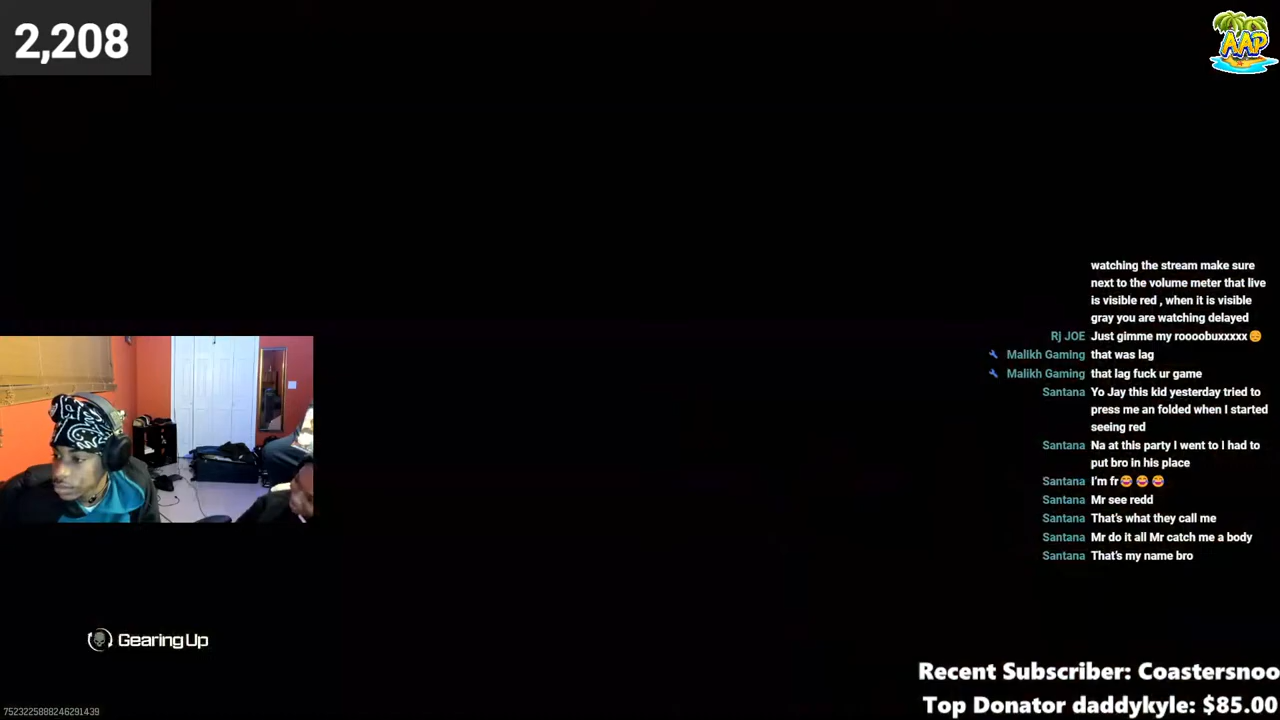 2,208
AAP
watching the stream make sure
next to the volume meter that live
is visible red , when it is visible
gray you are watching delayed
Rj JOE Just gimme my roooobuxxxxx😔
Malikh Gaming that was lag
Malikh Gaming that lag fuck ur game
Santana Yo Jay this kid yesterday tried to
press me an folded when I started
seeing red
Santana Na at this party I went to I had to
put bro in his place
Santana I'm fr😂😂😂
Santana Mr see redd
Santana That's what they call me
Santana Mr do it all Mr catch me a body
Santana That's my name bro
Gearing Up
Recent Subscriber: Coastersnoo
Top Donator daddykyle: $85.00
7523225888246291439